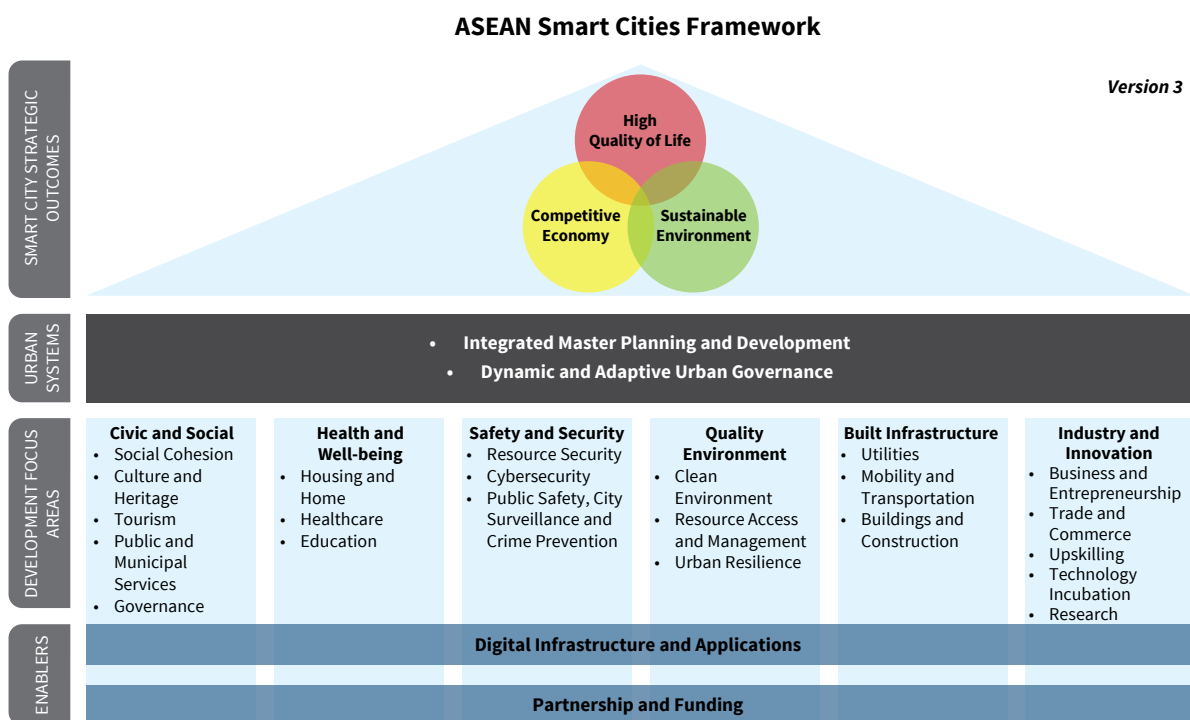 ASEAN Smart Cities Framework
Version 3
SMART CITY STRATEGIC
OUTCOMES
High
Quality of Life
Competitive
Economy
Sustainable
Environment
URBAN
SYSTEMS
• Integrated Master Planning and Development
• Dynamic and Adaptive Urban Governance
DEVELOPMENT FOCUS
AREAS
Civic and Social
• Social Cohesion
• Culture and
Heritage
• Tourism
• Public and
Municipal
Services
• Governance
Health and
Well-being
• Housing and
Home
• Healthcare
• Education
Safety and Security
• Resource Security
• Cybersecurity
• Public Safety, City
Surveillance and
Crime Prevention
Quality
Environment
• Clean
Environment
• Resource Access
and Management
• Urban Resilience
Built Infrastructure
• Utilities
• Mobility and
Transportation
• Buildings and
Construction
Industry and
Innovation
• Business and
Entrepreneurship
• Trade and
Commerce
• Upskilling
• Technology
Incubation
• Research
ENABLERS
Digital Infrastructure and Applications
Partnership and Funding